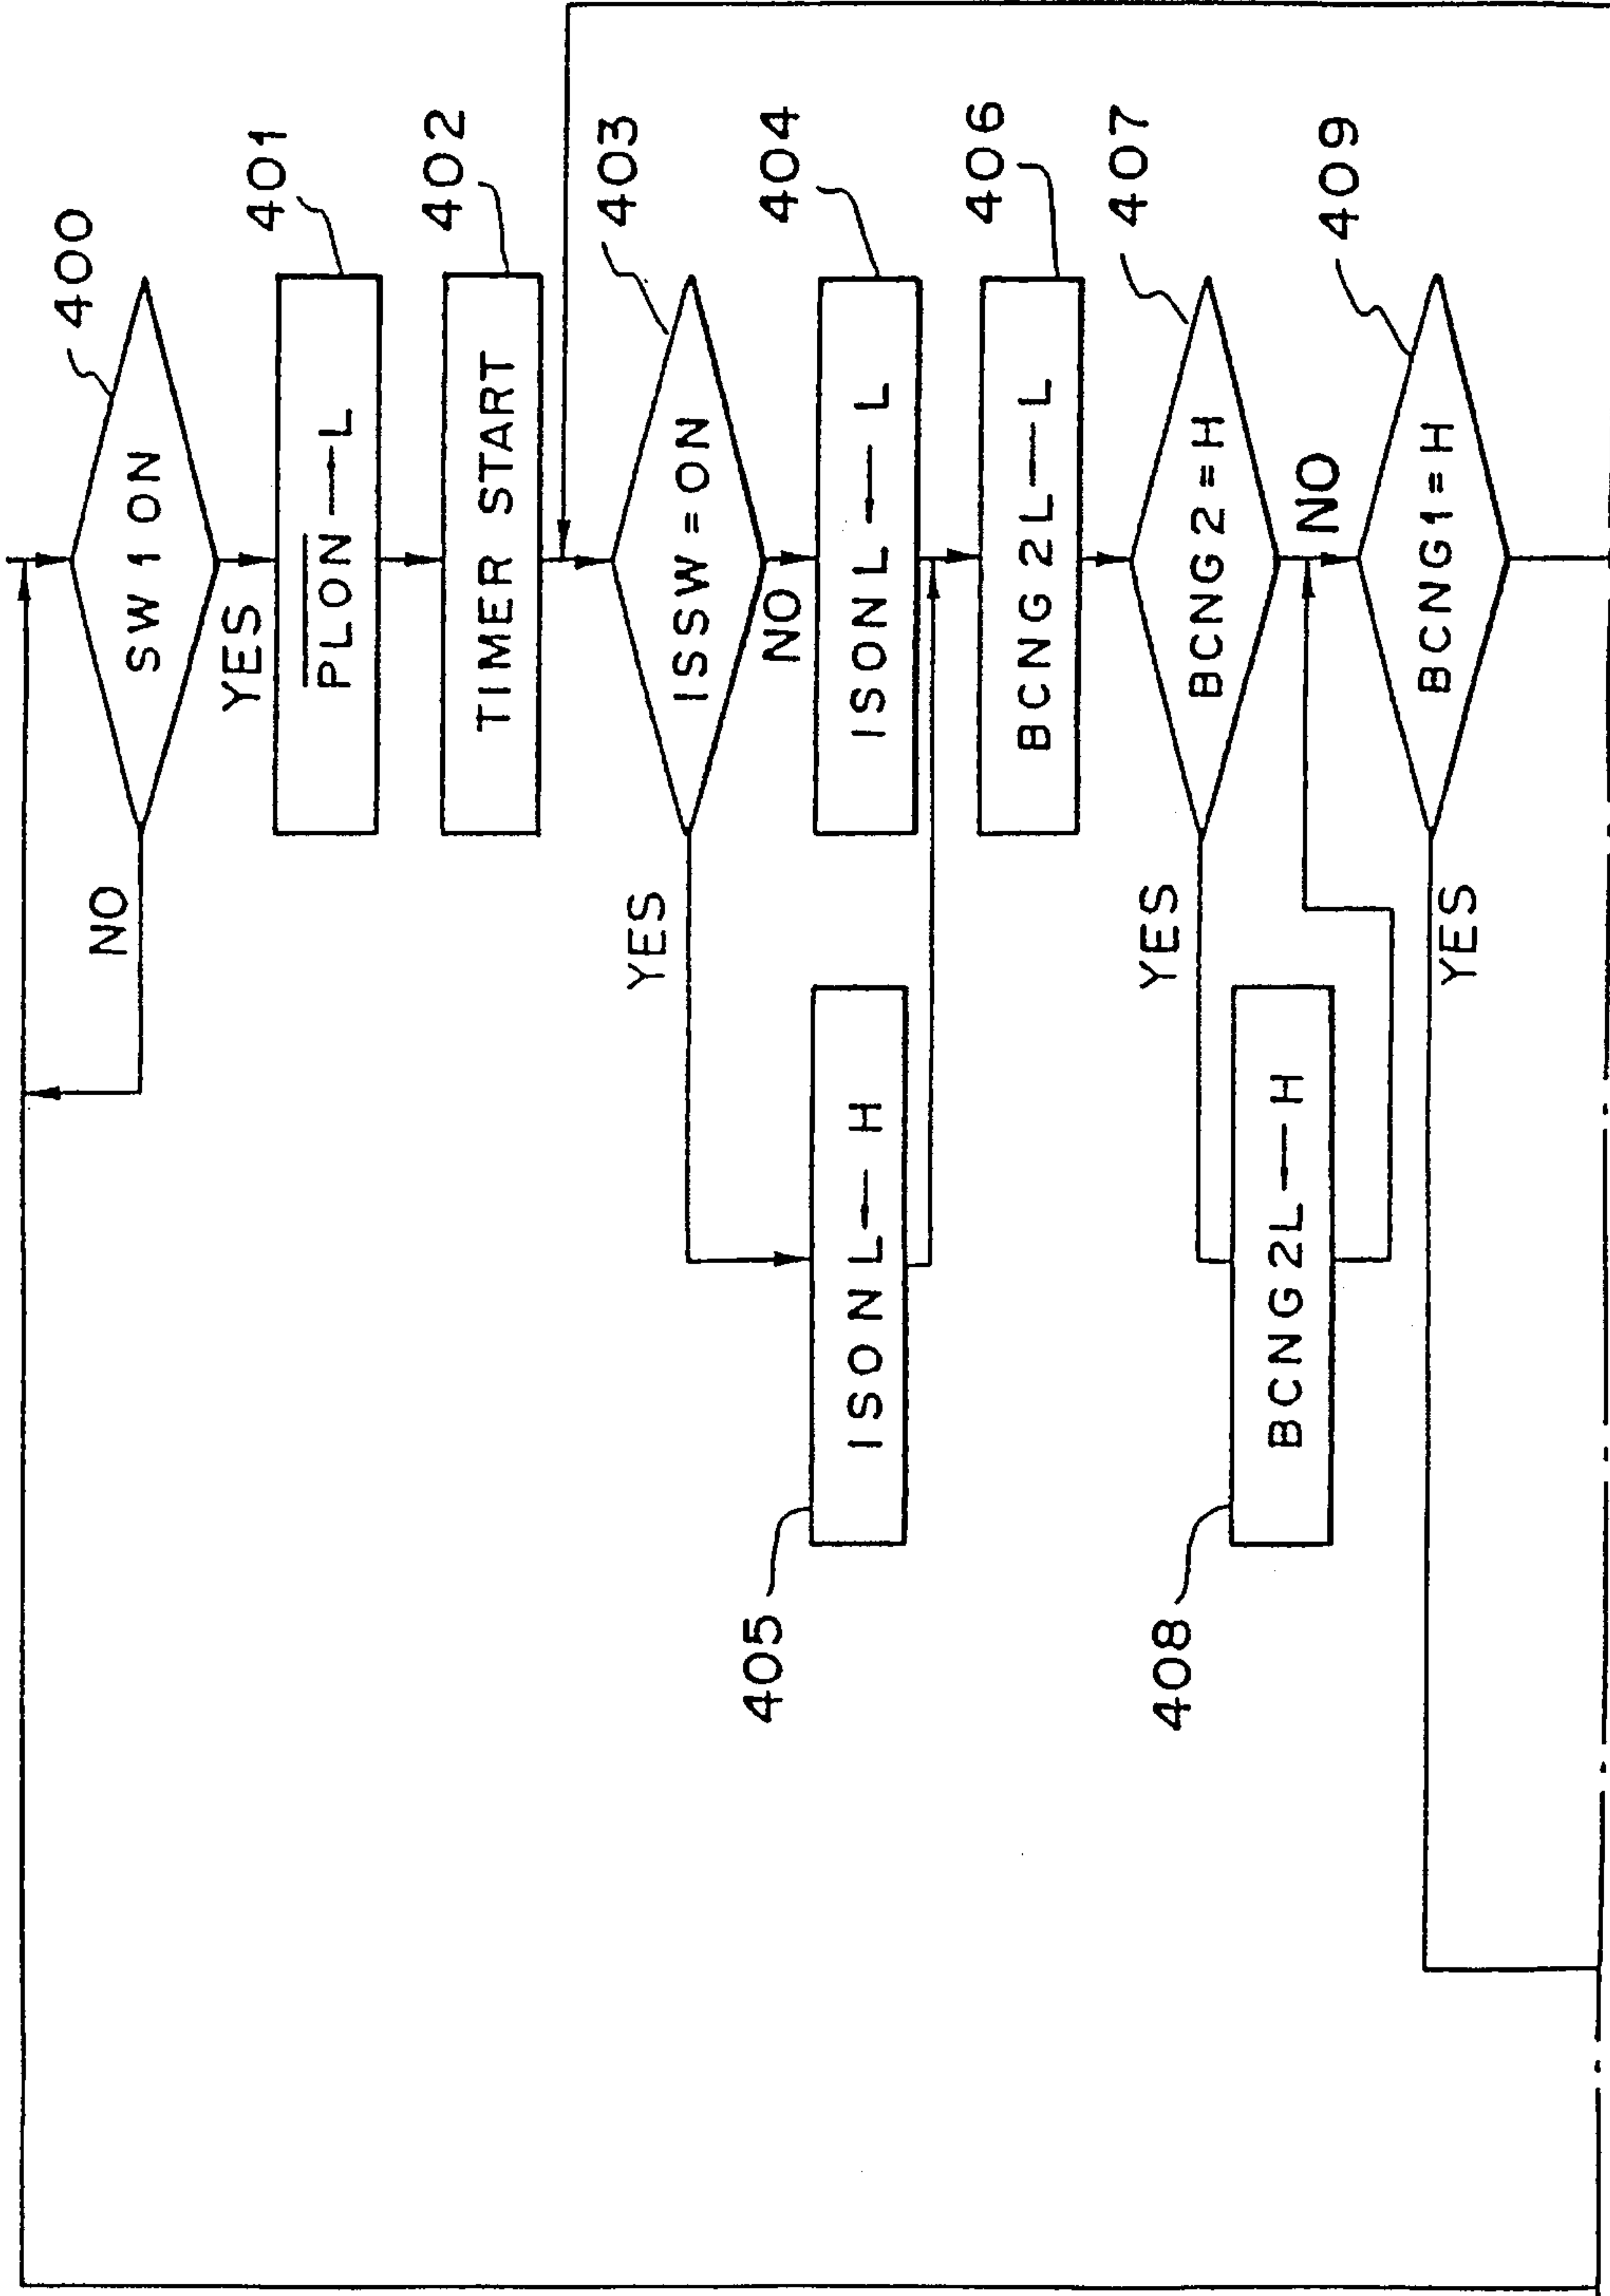 400
SW1 ON
NO
YES
401
P̅L̅O̅N̅ ← L
402
TIMER START
403
ISSW = ON
YES
NO
404
ISONL ← L
405
ISONL ← H
406
BCNG2L — L
407
BCNG2 = H
YES
NO
408
BCNG2L ← H
409
BCNG1 = H
YES